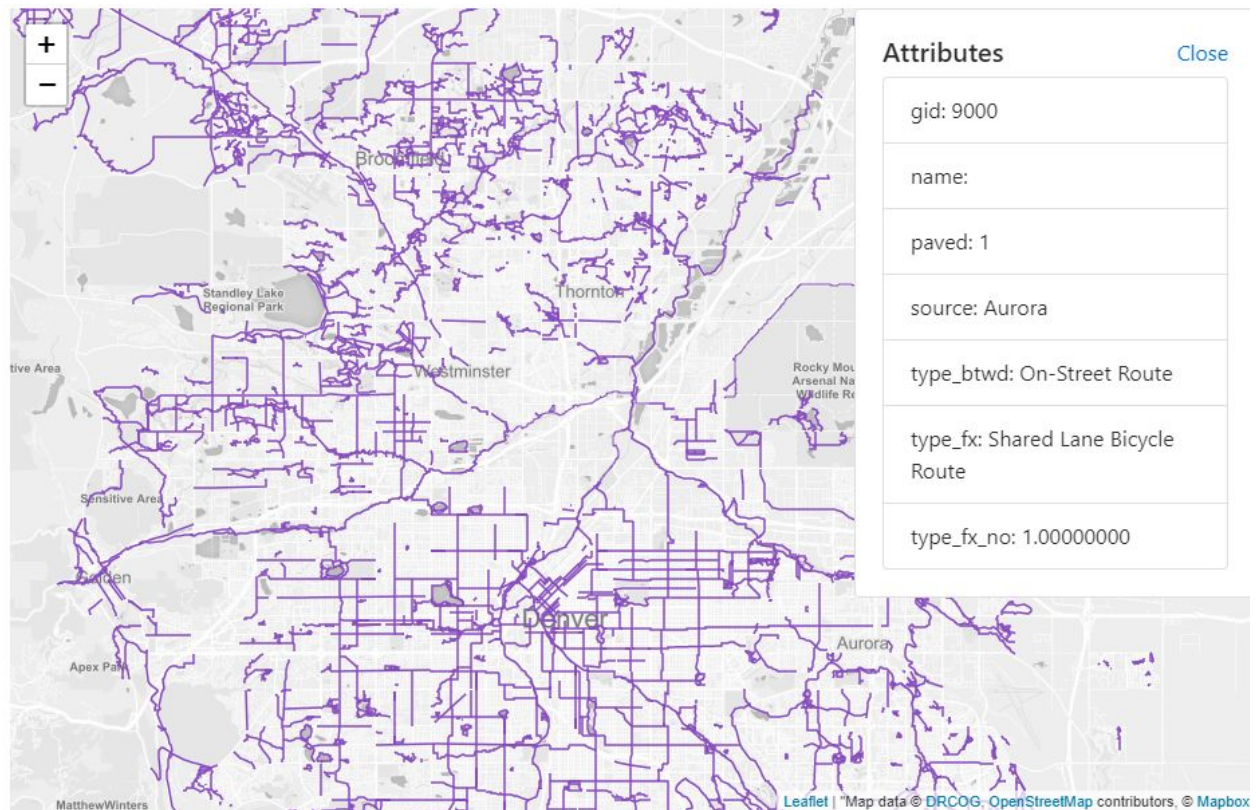 +
−
Broomfield
Standley Lake
Regional Park
Thornton
tive Area
Westminster
Rocky Mou
Arsenal Na
Wildlife Re
Sensitive Area
Golden
Denver
Aurora
Apex Park
MatthewWinters
Attributes Close
gid: 9000
name:
paved: 1
source: Aurora
type_btwd: On-Street Route
type_fx: Shared Lane Bicycle
Route
type_fx_no: 1.00000000
Leaflet | "Map data © DRCOG, OpenStreetMap contributors, © Mapbox